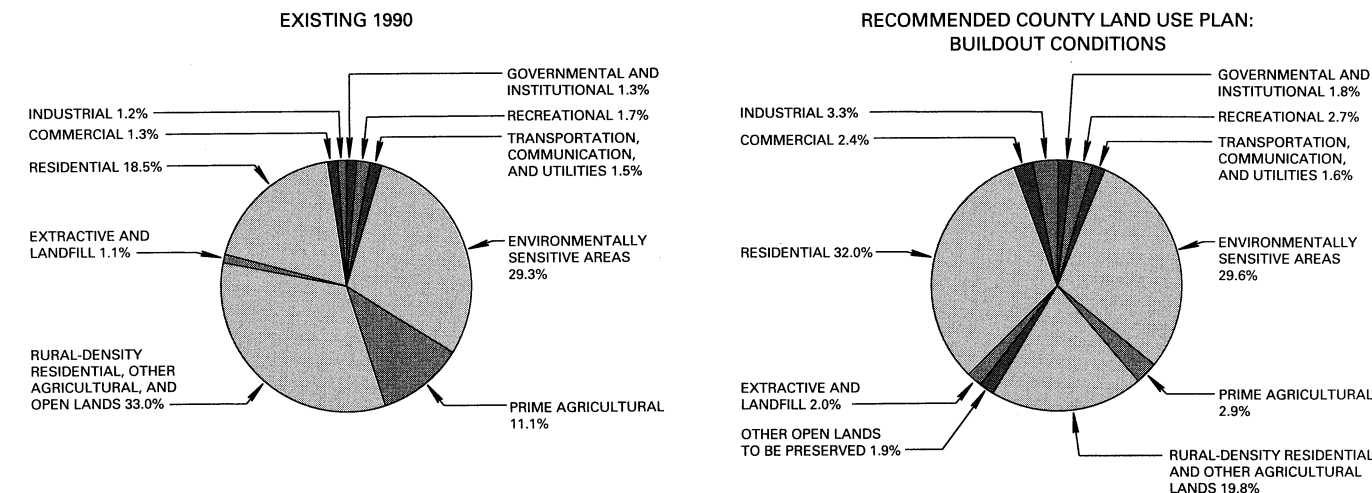 EXISTING 1990
GOVERNMENTAL AND
INSTITUTIONAL 1.3%
INDUSTRIAL 1.2%
RECREATIONAL 1.7%
COMMERCIAL 1.3%
TRANSPORTATION,
COMMUNICATION,
AND UTILITIES 1.5%
RESIDENTIAL 18.5%
EXTRACTIVE AND
LANDFILL 1.1%
ENVIRONMENTALLY
SENSITIVE AREAS
29.3%
RURAL-DENSITY
RESIDENTIAL, OTHER
AGRICULTURAL, AND
OPEN LANDS 33.0%
PRIME AGRICULTURAL
11.1%
RECOMMENDED COUNTY LAND USE PLAN:
BUILDOUT CONDITIONS
GOVERNMENTAL AND
INSTITUTIONAL 1.8%
INDUSTRIAL 3.3%
RECREATIONAL 2.7%
COMMERCIAL 2.4%
TRANSPORTATION,
COMMUNICATION,
AND UTILITIES 1.6%
RESIDENTIAL 32.0%
ENVIRONMENTALLY
SENSITIVE AREAS
29.6%
EXTRACTIVE AND
LANDFILL 2.0%
PRIME AGRICULTURAL
2.9%
OTHER OPEN LANDS
TO BE PRESERVED 1.9%
RURAL-DENSITY RESIDENTIAL
AND OTHER AGRICULTURAL
LANDS 19.8%